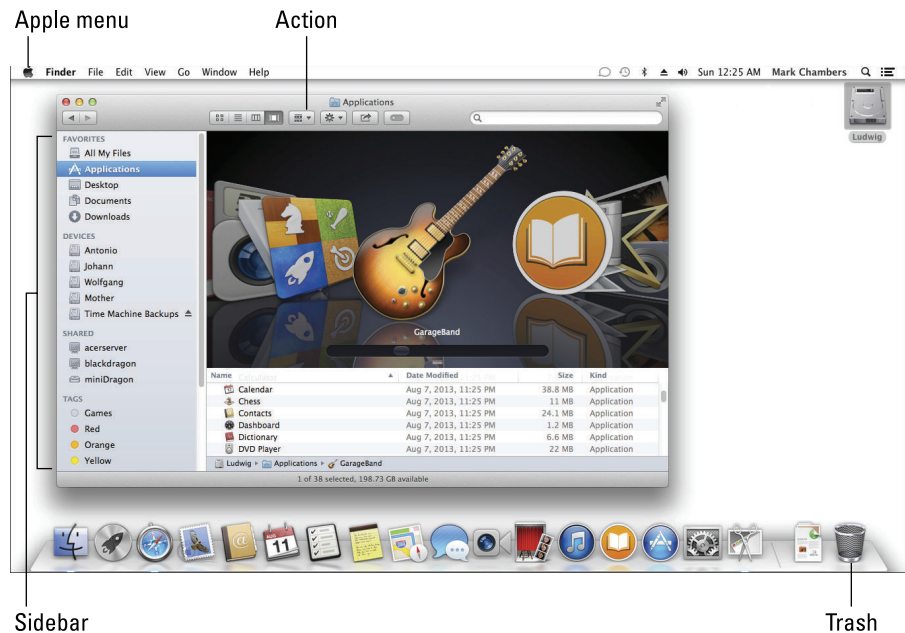 Apple menu Action
Finder File Edit View Go Window Help Sun 12:25 AM Mark Chambers
Applications
Ludwig
FAVORITES
All My Files
Applications
Desktop
Documents
Downloads
DEVICES
Antonio
Johann
Wolfgang
Mother
Time Machine Backups
SHARED
acerserver
blackdragon
miniDragon
TAGS
Games
Red
Orange
Yellow
GarageBand
Name Date Modified Size Kind
Calendar Aug 7, 2013, 11:25 PM 38.8 MB Application
Chess Aug 7, 2013, 11:25 PM 11 MB Application
Contacts Aug 7, 2013, 11:25 PM 24.1 MB Application
Dashboard Aug 7, 2013, 11:25 PM 1.2 MB Application
Dictionary Aug 7, 2013, 11:25 PM 6.6 MB Application
DVD Player Aug 7, 2013, 11:25 PM 22 MB Application
Ludwig Applications GarageBand
1 of 38 selected, 198.73 GB available
AUG
11
Sidebar Trash